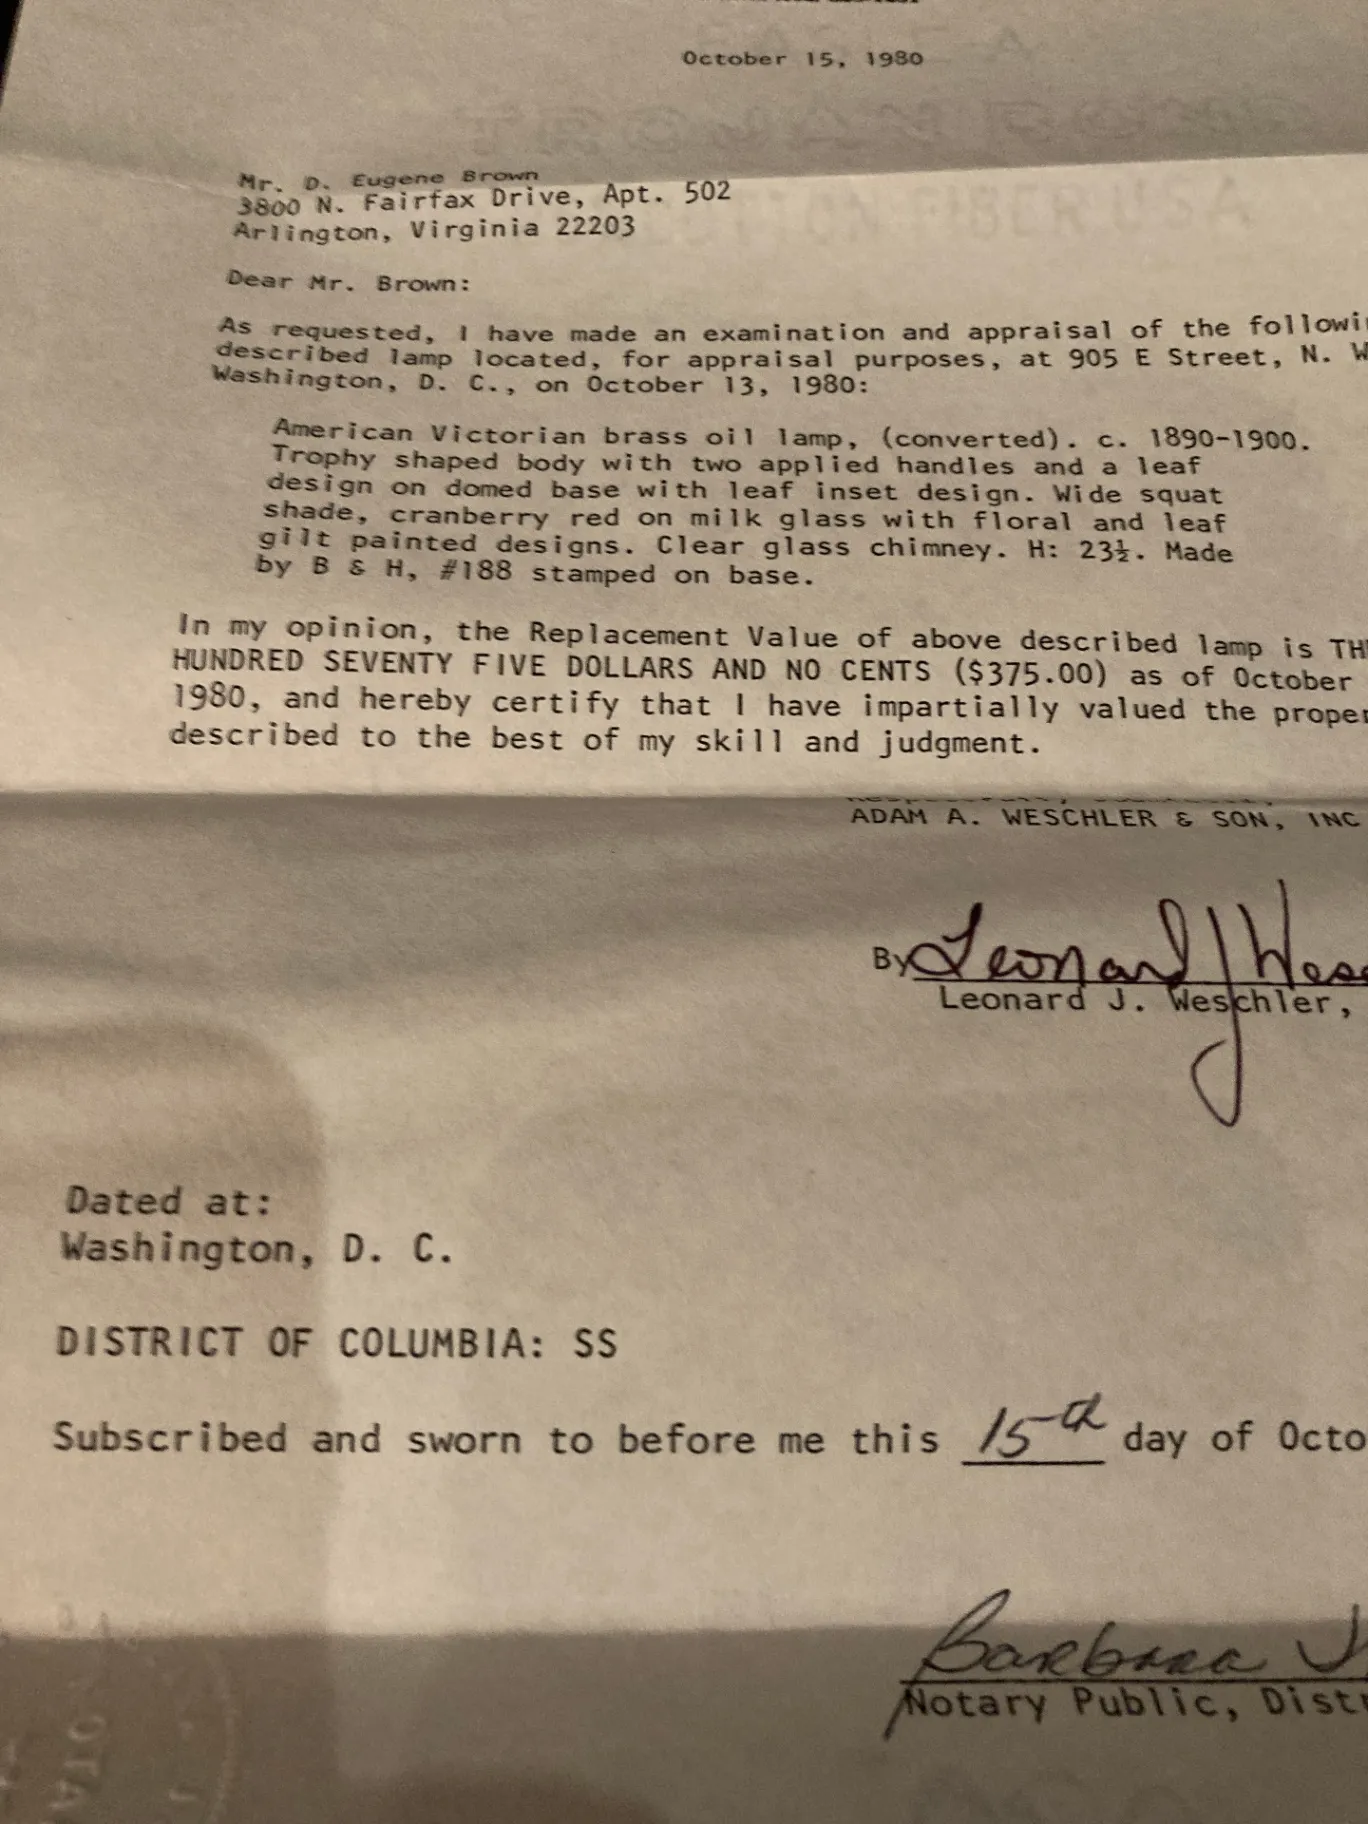 October 15, 1980
Mr. D. Eugene Brown
3800 N. Fairfax Drive, Apt. 502
Arlington, Virginia 22203
Dear Mr. Brown:
As requested, I have made an examination and appraisal of the followi
described lamp located, for appraisal purposes, at 905 E Street, N. W
Washington, D. C., on October 13, 1980:
American Victorian brass oil lamp, (converted). c. 1890-1900.
Trophy shaped body with two applied handles and a leaf
design on domed base with leaf inset design. Wide squat
shade, cranberry red on milk glass with floral and leaf
gilt painted designs. Clear glass chimney. H: 23½. Made
by B & H, #188 stamped on base.
In my opinion, the Replacement Value of above described lamp is TH
HUNDRED SEVENTY FIVE DOLLARS AND NO CENTS ($375.00) as of October
1980, and hereby certify that I have impartially valued the proper
described to the best of my skill and judgment.
ADAM A. WESCHLER & SON, INC
By Leonard J Wesc
Leonard J. Weschler,
Dated at:
Washington, D. C.
DISTRICT OF COLUMBIA: SS
Subscribed and sworn to before me this 15th day of Octo
Barbara
Notary Public, Distr